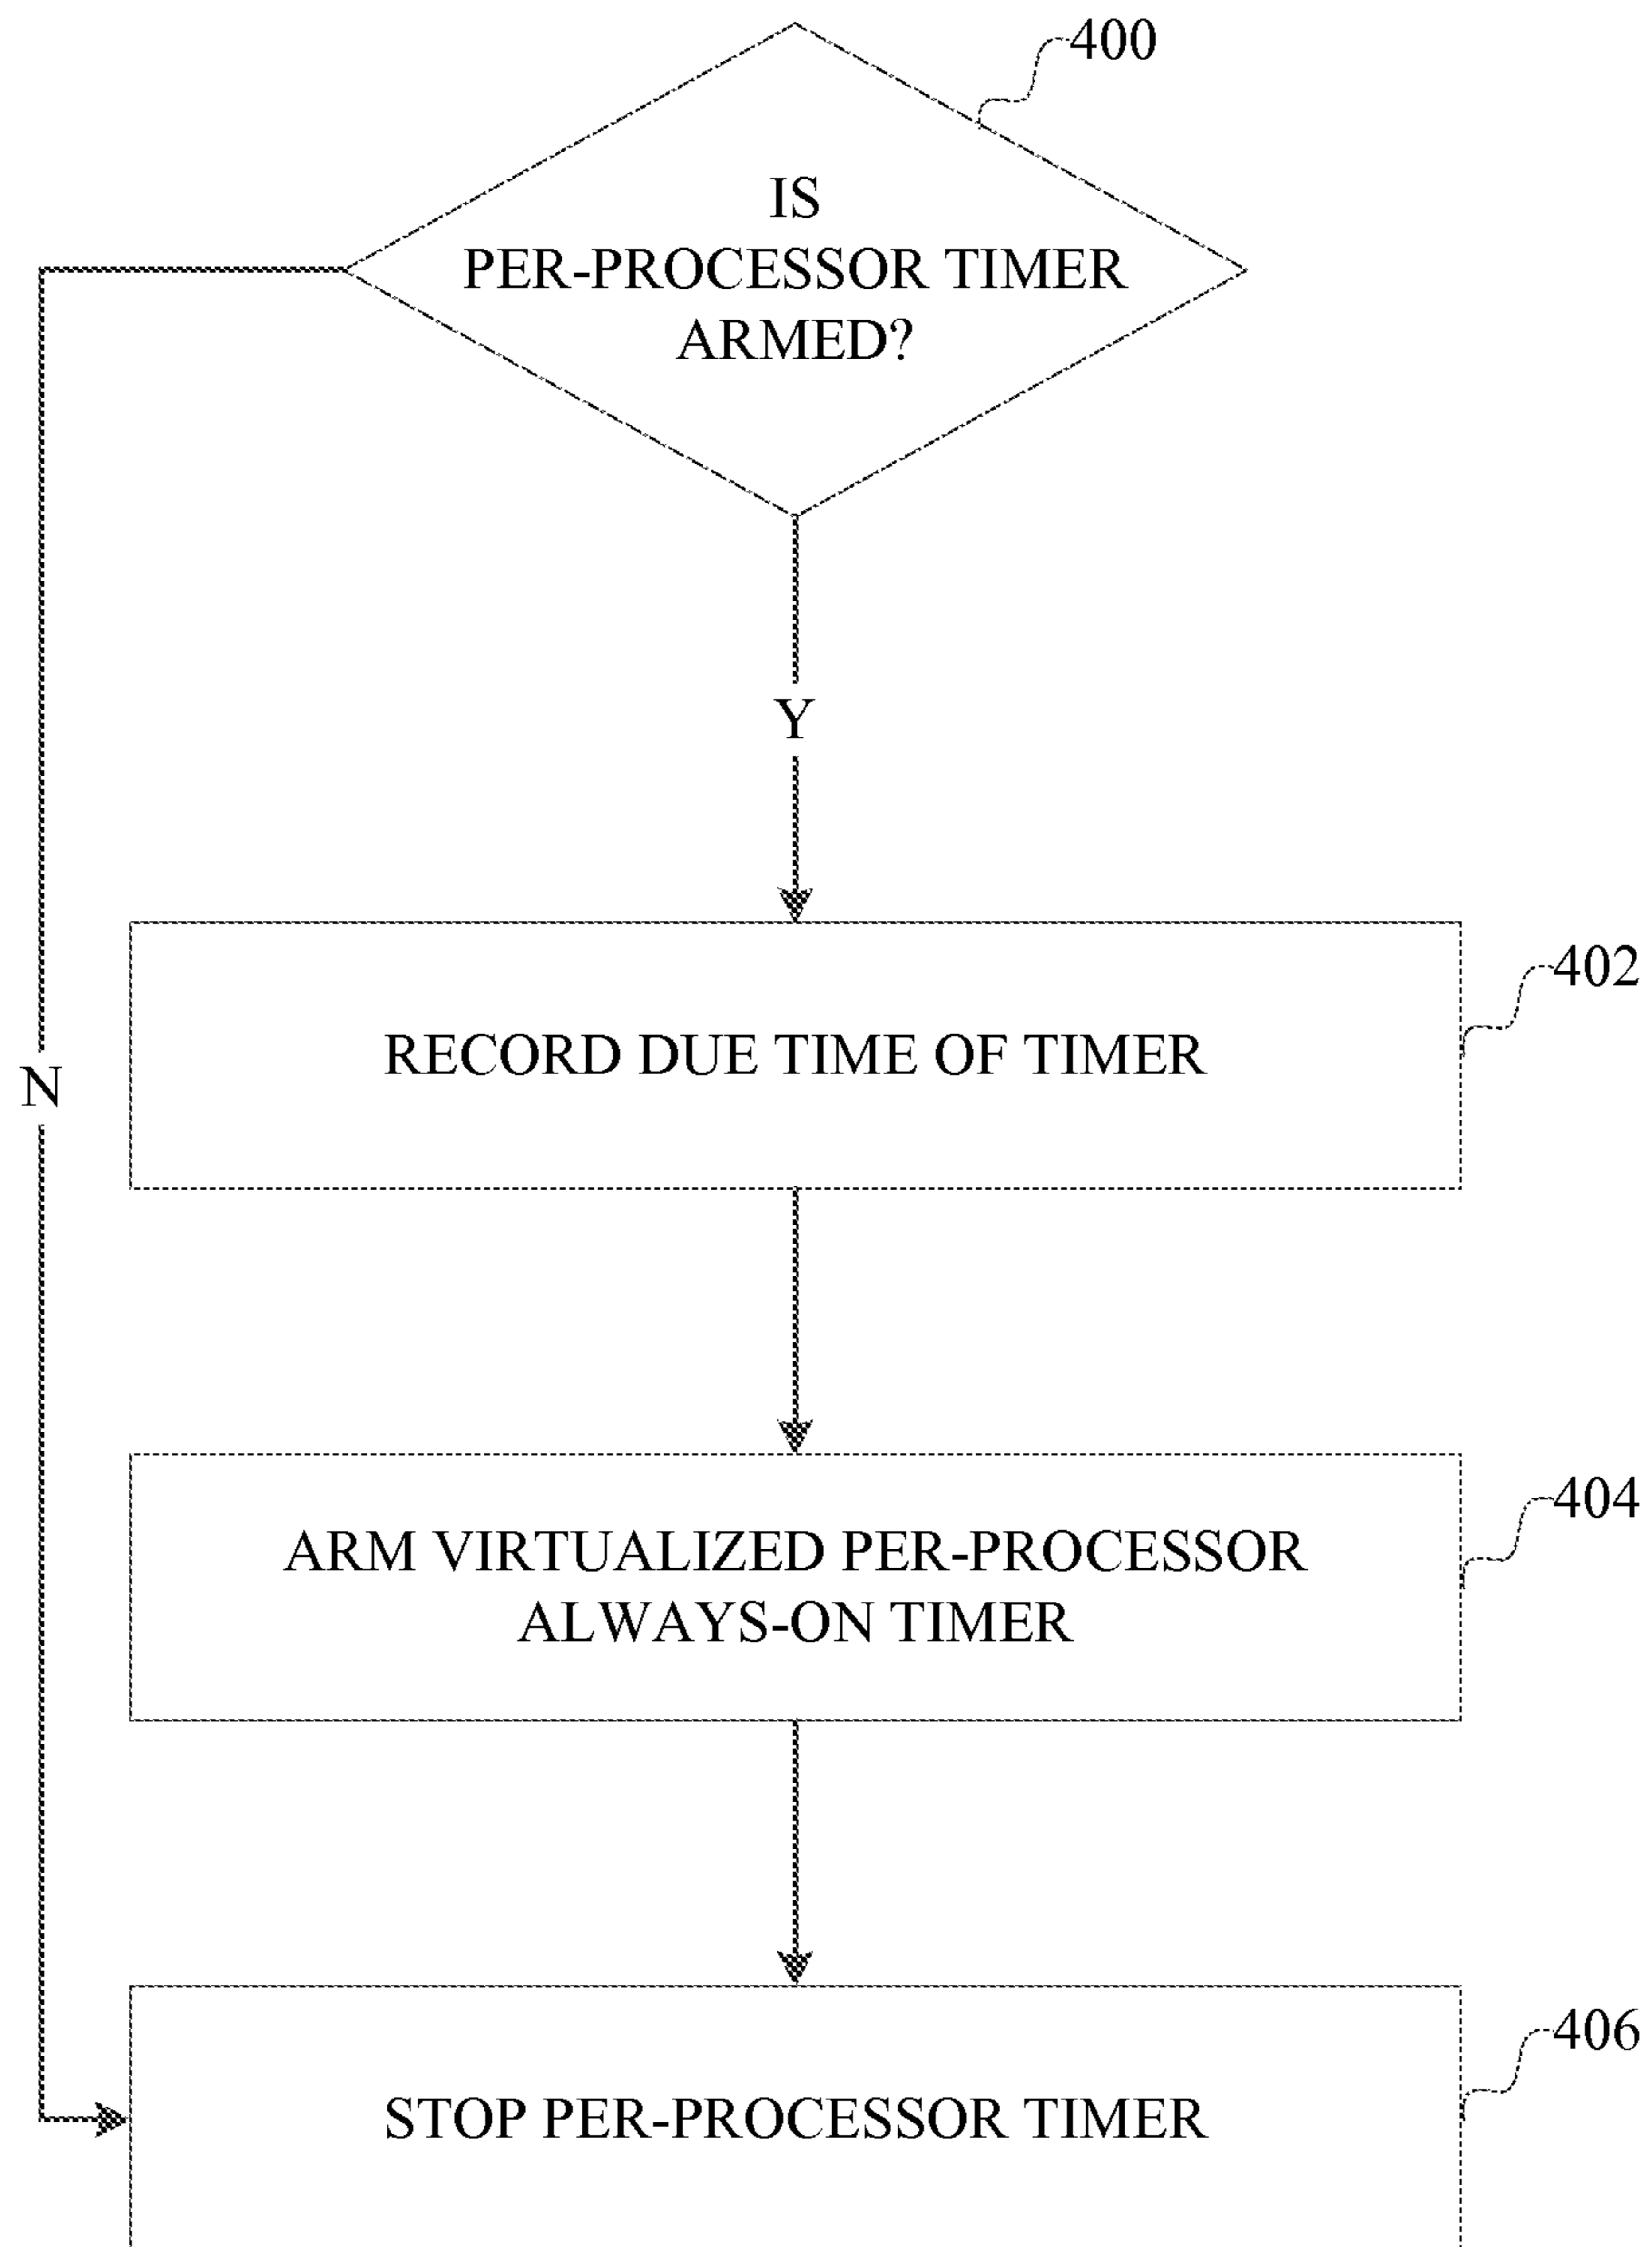 400
IS
PER-PROCESSOR TIMER
ARMED?
Y
402
RECORD DUE TIME OF TIMER
N
404
ARM VIRTUALIZED PER-PROCESSOR
ALWAYS-ON TIMER
406
STOP PER-PROCESSOR TIMER